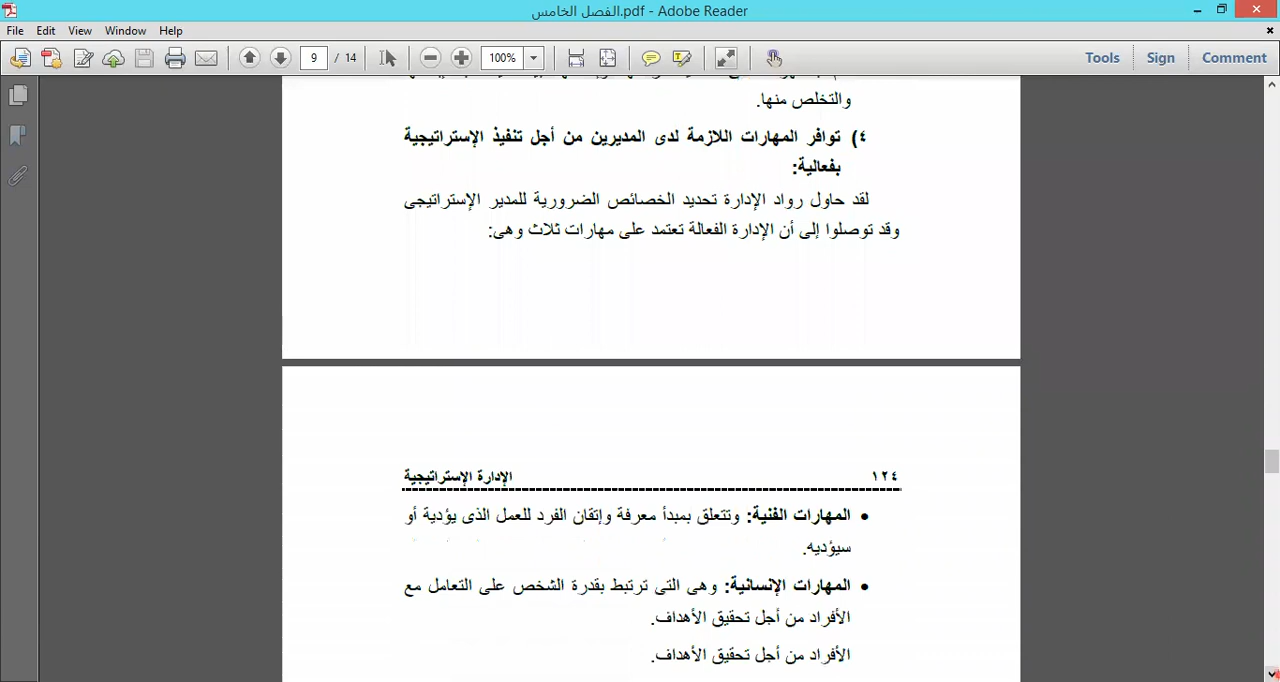 الفصل الخامس.pdf - Adobe Reader
File Edit View Window Help
9 / 14 100% Tools Sign Comment
والتخلص منها.
٤) توافر المهارات اللازمة لدى المديرين من أجل تنفيذ الإستراتيجية
بفعالية:
لقد حاول رواد الإدارة تحديد الخصائص الضرورية للمدير الإستراتيجى
وقد توصلوا إلى أن الإدارة الفعالة تعتمد على مهارات ثلاث وهى:
١٢٤ الإدارة الإستراتيجية
• المهارات الفنية: وتتعلق بمبدأ معرفة وإتقان الفرد للعمل الذى يؤدية أو
سيؤديه.
• المهارات الإنسانية: وهى التى ترتبط بقدرة الشخص على التعامل مع
الأفراد من أجل تحقيق الأهداف.
الأفراد من أجل تحقيق الأهداف.